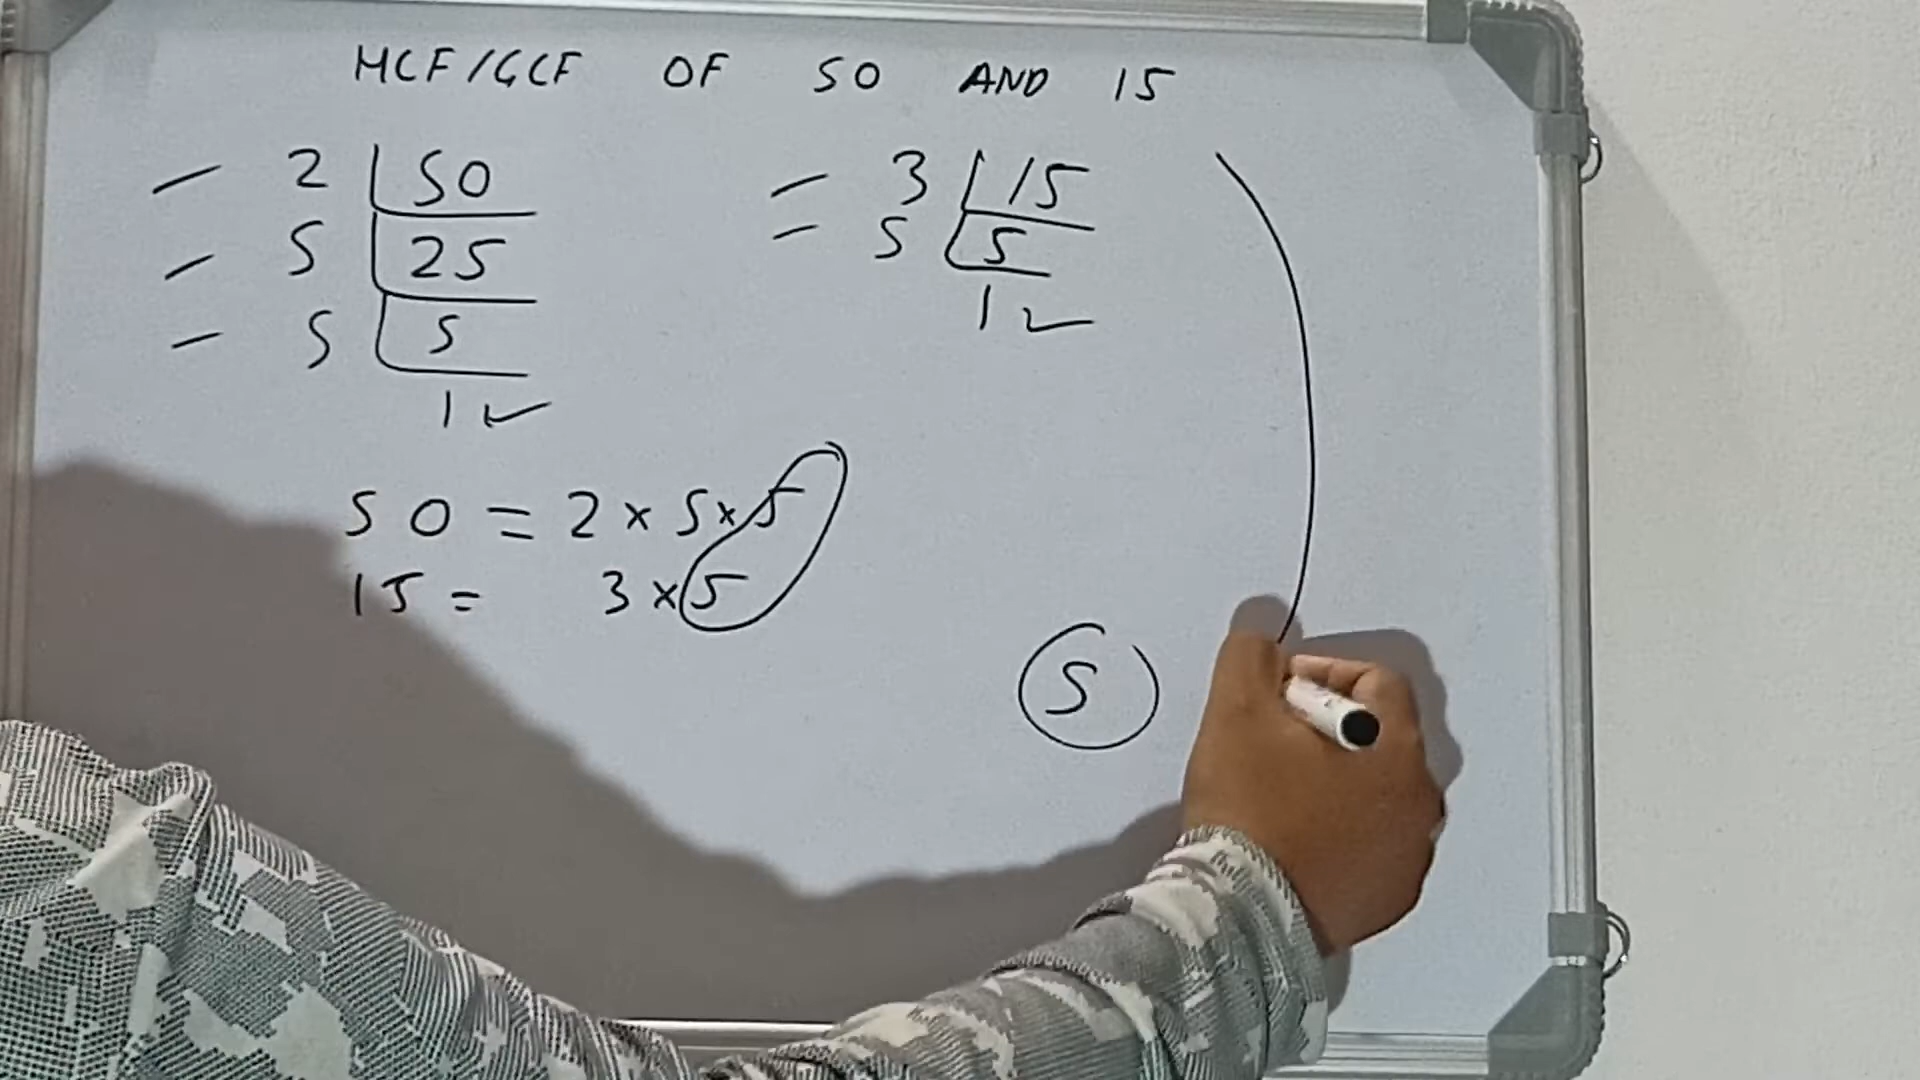 HCF/GCF OF 50 AND 15
- 2 | 50
- 5 | 25
- 5 | 5
1 ✓
- 3 | 15
- 5 | 5
1 ✓
50 = 2 × 5 × 5
15 = 3 × 5
5